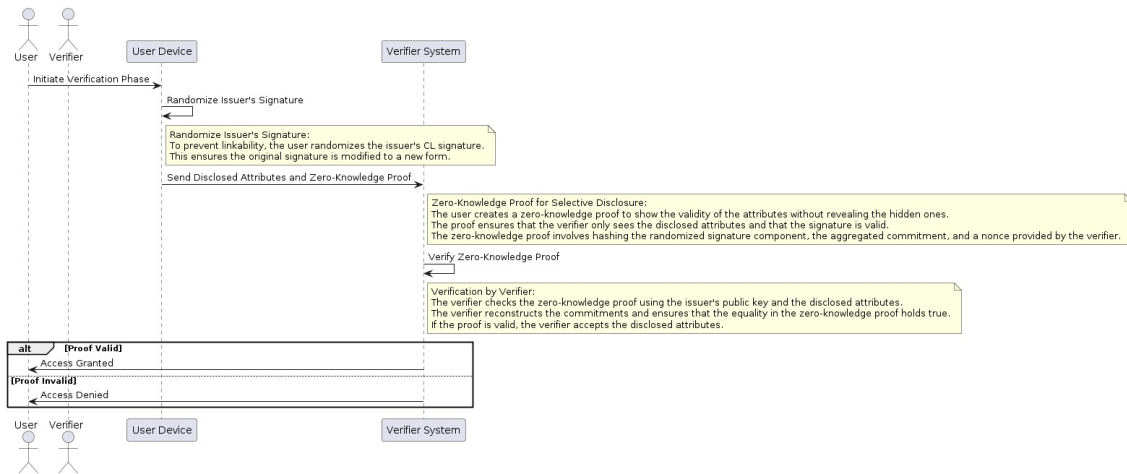 User Verifier User Device Verifier System
Initiate Verification Phase
Randomize Issuer's Signature
Randomize Issuer's Signature:
To prevent linkability, the user randomizes the issuer's CL signature.
This ensures the original signature is modified to a new form.
Send Disclosed Attributes and Zero-Knowledge Proof
Zero-Knowledge Proof for Selective Disclosure:
The user creates a zero-knowledge proof to show the validity of the attributes without revealing the hidden ones.
The proof ensures that the verifier only sees the disclosed attributes and that the signature is valid.
The zero-knowledge proof involves hashing the randomized signature component, the aggregated commitment, and a nonce provided by the verifier.
Verify Zero-Knowledge Proof
Verification by Verifier:
The verifier checks the zero-knowledge proof using the issuer's public key and the disclosed attributes.
The verifier reconstructs the commitments and ensures that the equality in the zero-knowledge proof holds true.
If the proof is valid, the verifier accepts the disclosed attributes.
alt [Proof Valid]
Access Granted
[Proof Invalid]
Access Denied
User Verifier User Device Verifier System